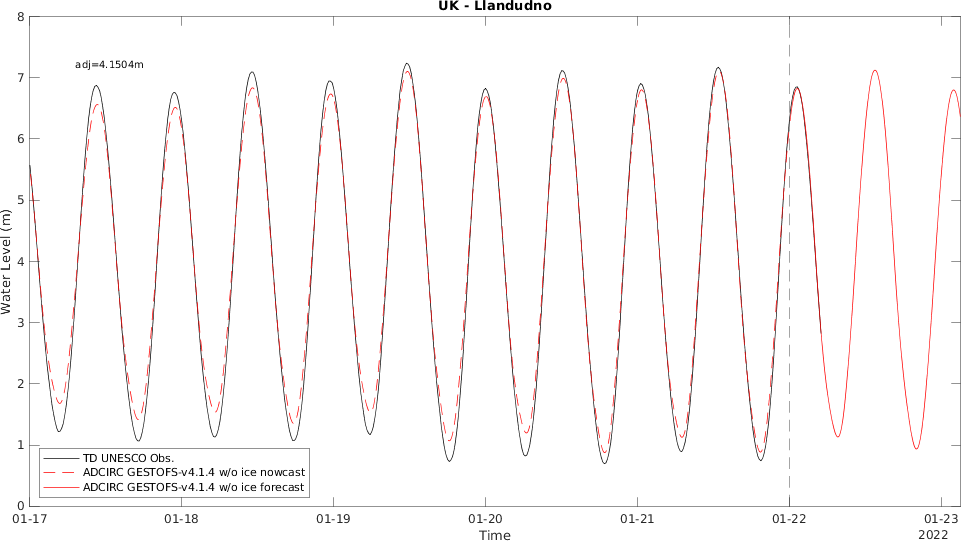 UK - Llandudno
adj=4.1504m
8
7
6
5
4
3
2
1
0
Water Level (m)
TD UNESCO Obs.
ADCIRC GESTOFS-v4.1.4 w/o ice nowcast
ADCIRC GESTOFS-v4.1.4 w/o ice forecast
01-17 01-18 01-19 01-20 01-21 01-22 01-23
Time
2022